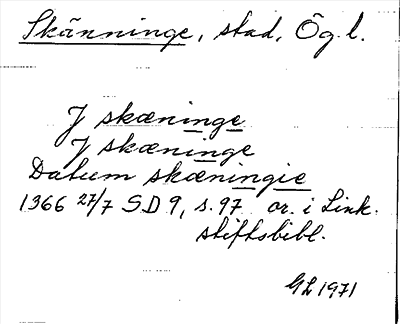 Skänninge, stad, Ög. l.
J skæninge
J skæninge
Datum skæningie
1366 27/7 SD 9, s. 97 or. i Link.
stiftsbibl.
GL 1971